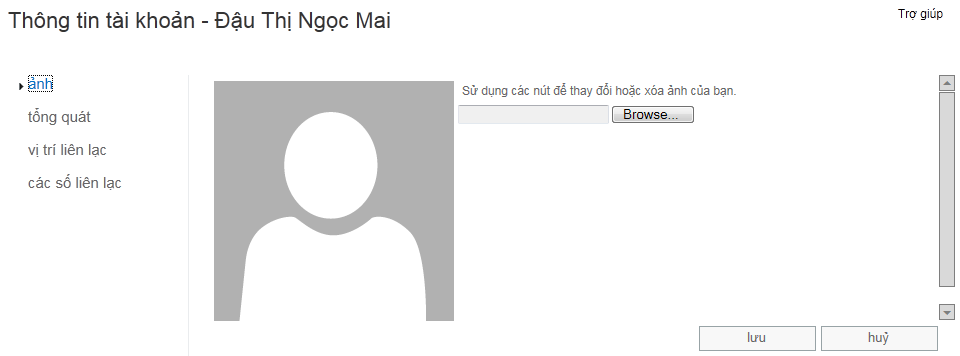 Thông tin tài khoản - Đậu Thị Ngọc Mai
Trợ giúp
ảnh
tổng quát
vị trí liên lạc
các số liên lạc
Sử dụng các nút để thay đổi hoặc xóa ảnh của bạn.
Browse...
lưu
huỷ